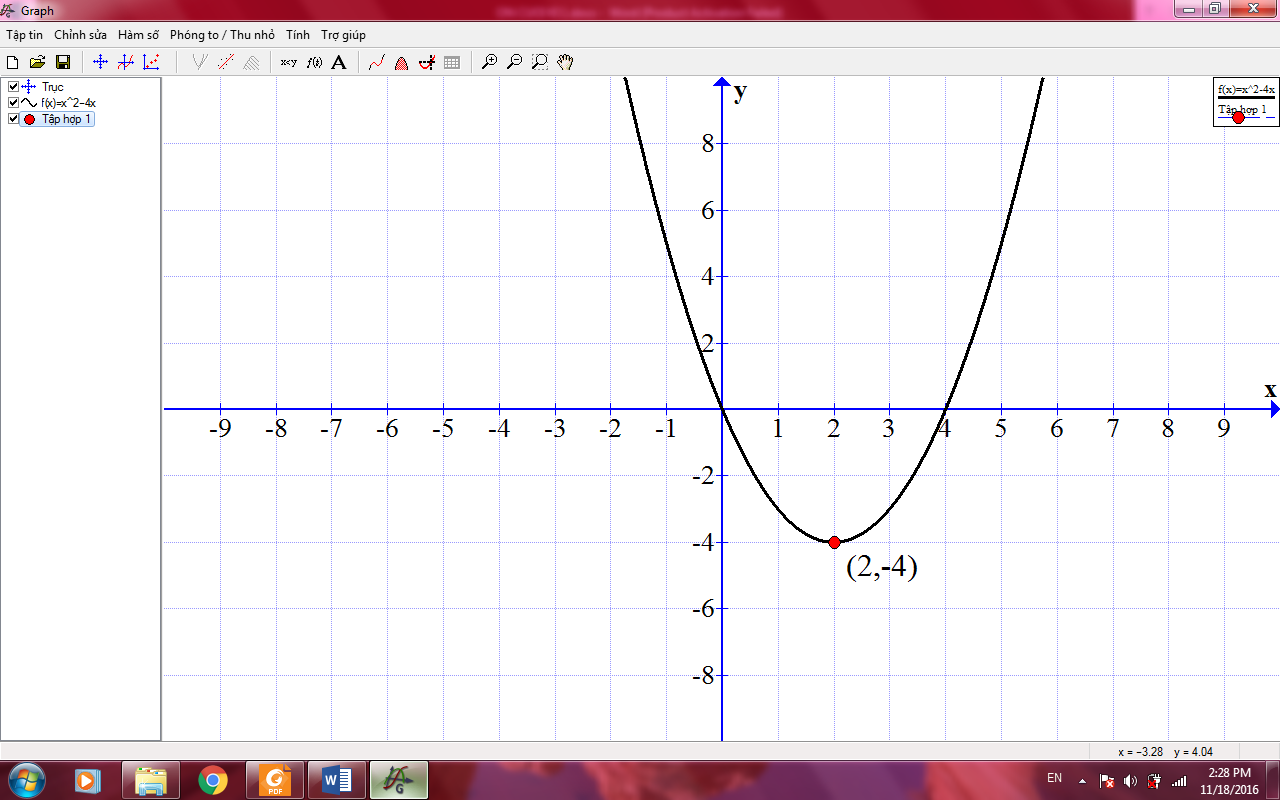 Graph
Tập tin Chỉnh sửa Hàm số Phóng to / Thu nhỏ Tính Trợ giúp
x<y f(x) A
Trục
f(x)=x^2-4x
Tập hợp 1
f(x)=x^2-4x
Tập hợp 1
y
8
6
4
2
x
-9 -8 -7 -6 -5 -4 -3 -2 -1 1 2 3 4 5 6 7 8 9
-2
-4
(2,-4)
-6
-8
x = -3.28 y = 4.04
PDF
W
G
EN
2:28 PM
11/18/2016